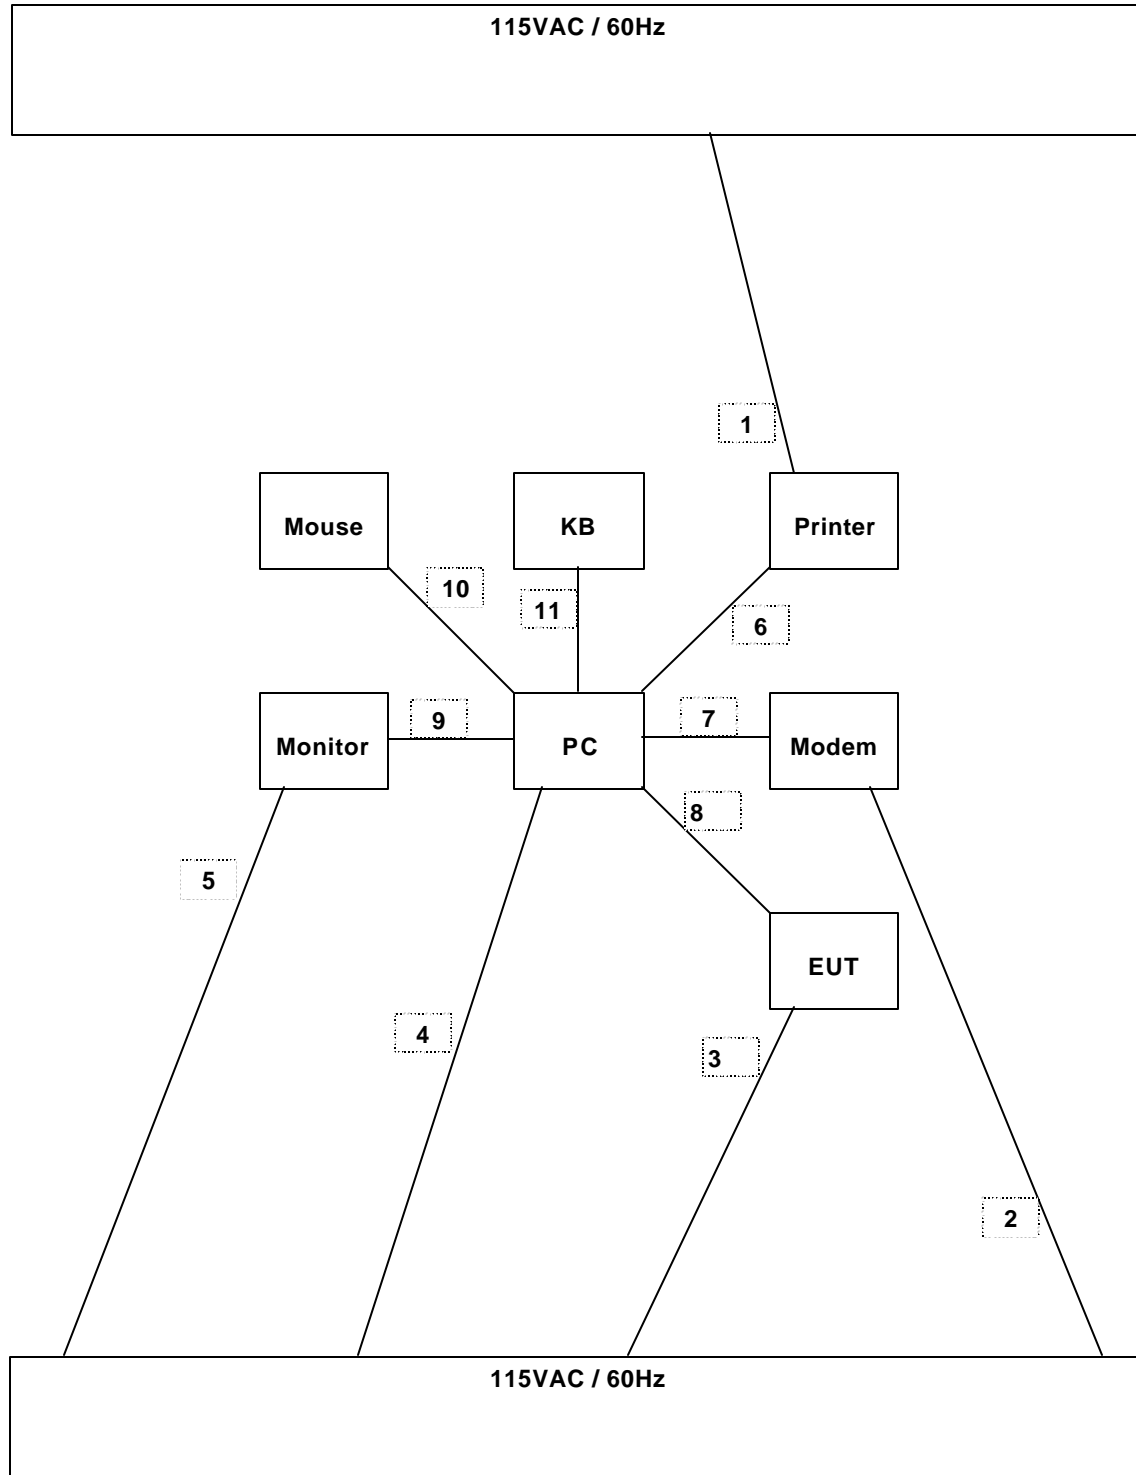 115VAC / 60Hz
1
Mouse
KB
Printer
10
11
6
9
7
Monitor
PC
Modem
8
5
EUT
4
3
2
115VAC / 60Hz